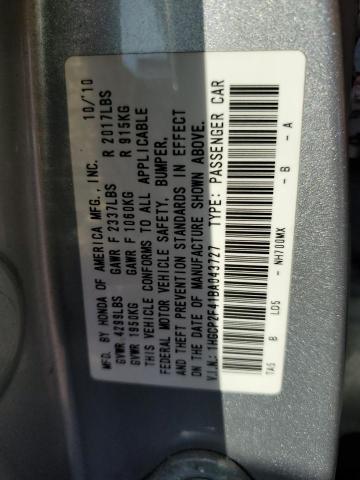 MFD. BY HONDA OF AMERICA MFG., INC. 10/'10
GVWR 4299LBS GAWR F 2337LBS R 2017LBS
GVWR 1950KG GAWR F 1060KG R 915KG
THIS VEHICLE CONFORMS TO ALL APPLICABLE
FEDERAL MOTOR VEHICLE SAFETY, BUMPER,
AND THEFT PREVENTION STANDARDS IN EFFECT
ON THE DATE OF MANUFACTURE SHOWN ABOVE.
V.I.N.: 1HGCP2F41BA043727 TYPE: PASSENGER CAR
TA5 B LD5 -NH700MX -B -A